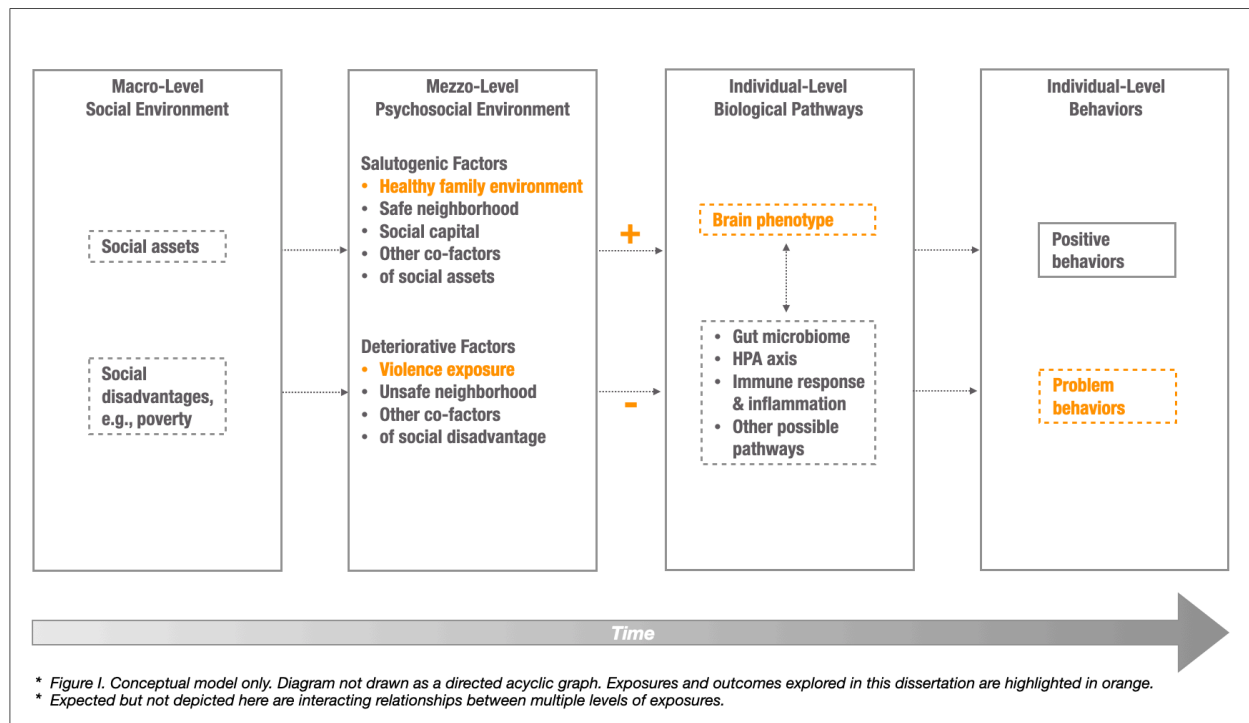 Macro-Level
Social Environment
Social assets
Social
disadvantages,
e.g., poverty
Mezzo-Level
Psychosocial Environment
Salutogenic Factors
• Healthy family environment
• Safe neighborhood
• Social capital
• Other co-factors
• of social assets
Deteriorative Factors
• Violence exposure
• Unsafe neighborhood
• Other co-factors
• of social disadvantage
+
-
Individual-Level
Biological Pathways
Brain phenotype
• Gut microbiome
• HPA axis
• Immune response
& inflammation
• Other possible
pathways
Individual-Level
Behaviors
Positive
behaviors
Problem
behaviors
Time
* Figure I. Conceptual model only. Diagram not drawn as a directed acyclic graph. Exposures and outcomes explored in this dissertation are highlighted in orange.
* Expected but not depicted here are interacting relationships between multiple levels of exposures.